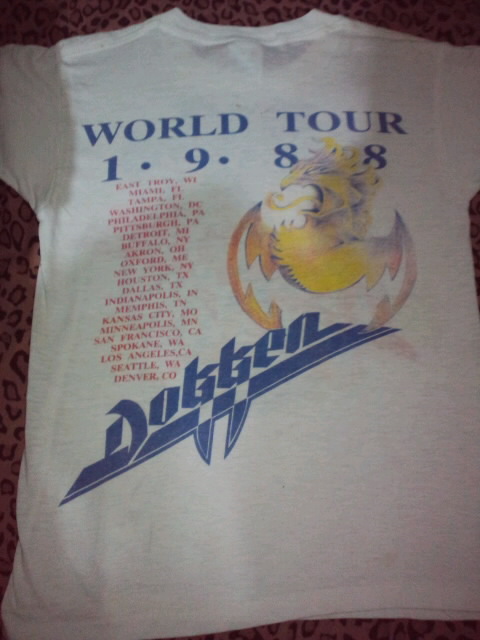 WORLD TOUR
1. 9. 8 8
EAST TROY, WI
MIAMI, FL
TAMPA, FL
WASHINGTON, DC
PHILADELPHIA, PA
PITTSBURGH, PA
DETROIT, MI
BUFFALO, NY
AKRON, OH
OXFORD, ME
NEW YORK, NY
HOUSTON, TX
DALLAS, TX
INDIANAPOLIS, IN
MEMPHIS, TN
KANSAS CITY, MO
MINNEAPOLIS, MN
SAN FRANCISCO, CA
SPOKANE, WA
LOS ANGELES,CA
SEATTLE, WA
DENVER, CO
Dokken